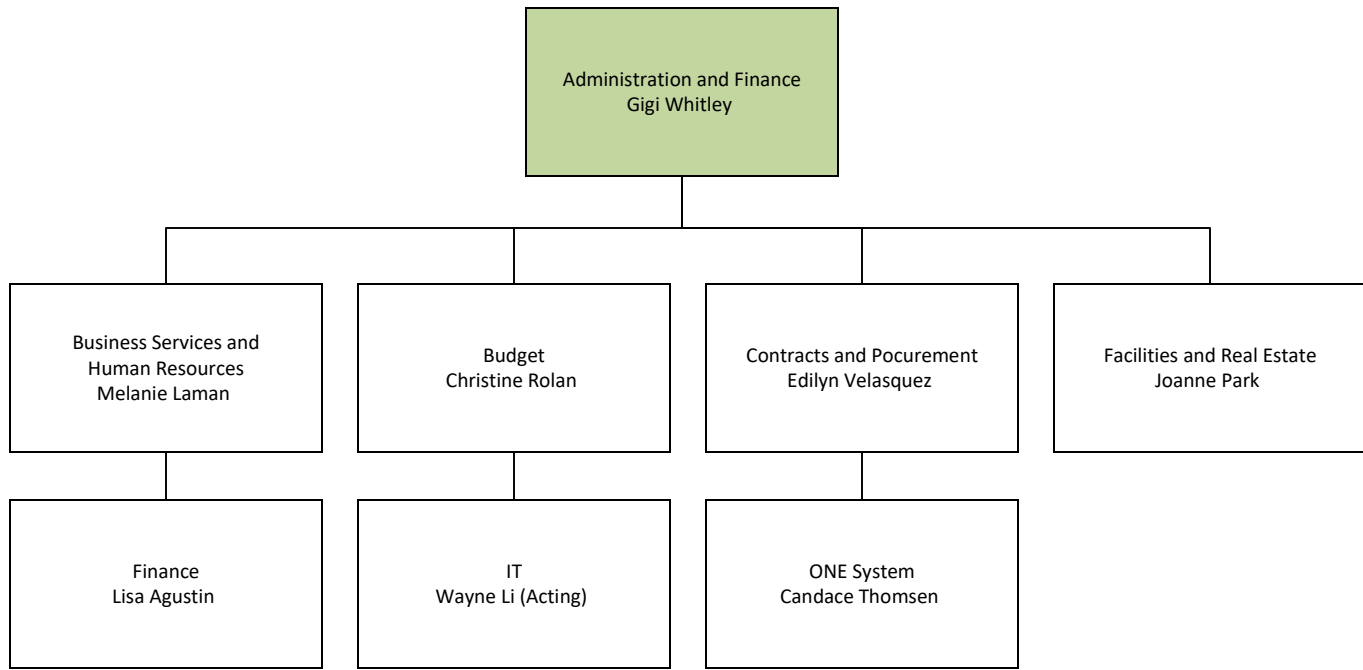 Administration and Finance
Gigi Whitley
Business Services and
Human Resources
Melanie Laman
Budget
Christine Rolan
Contracts and Pocurement
Edilyn Velasquez
Facilities and Real Estate
Joanne Park
Finance
Lisa Agustin
IT
Wayne Li (Acting)
ONE System
Candace Thomsen